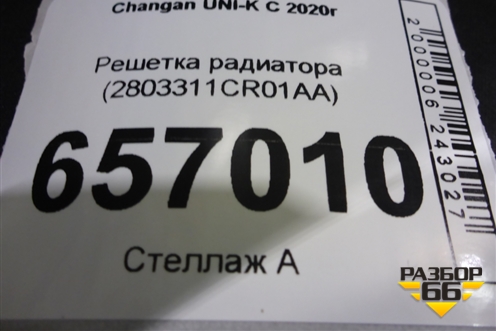 Changan UNI-K С 2020г
Решетка радиатора
(2803311CR01AA)
657010
Стеллаж А
2000006243027
РАЗБОР
66